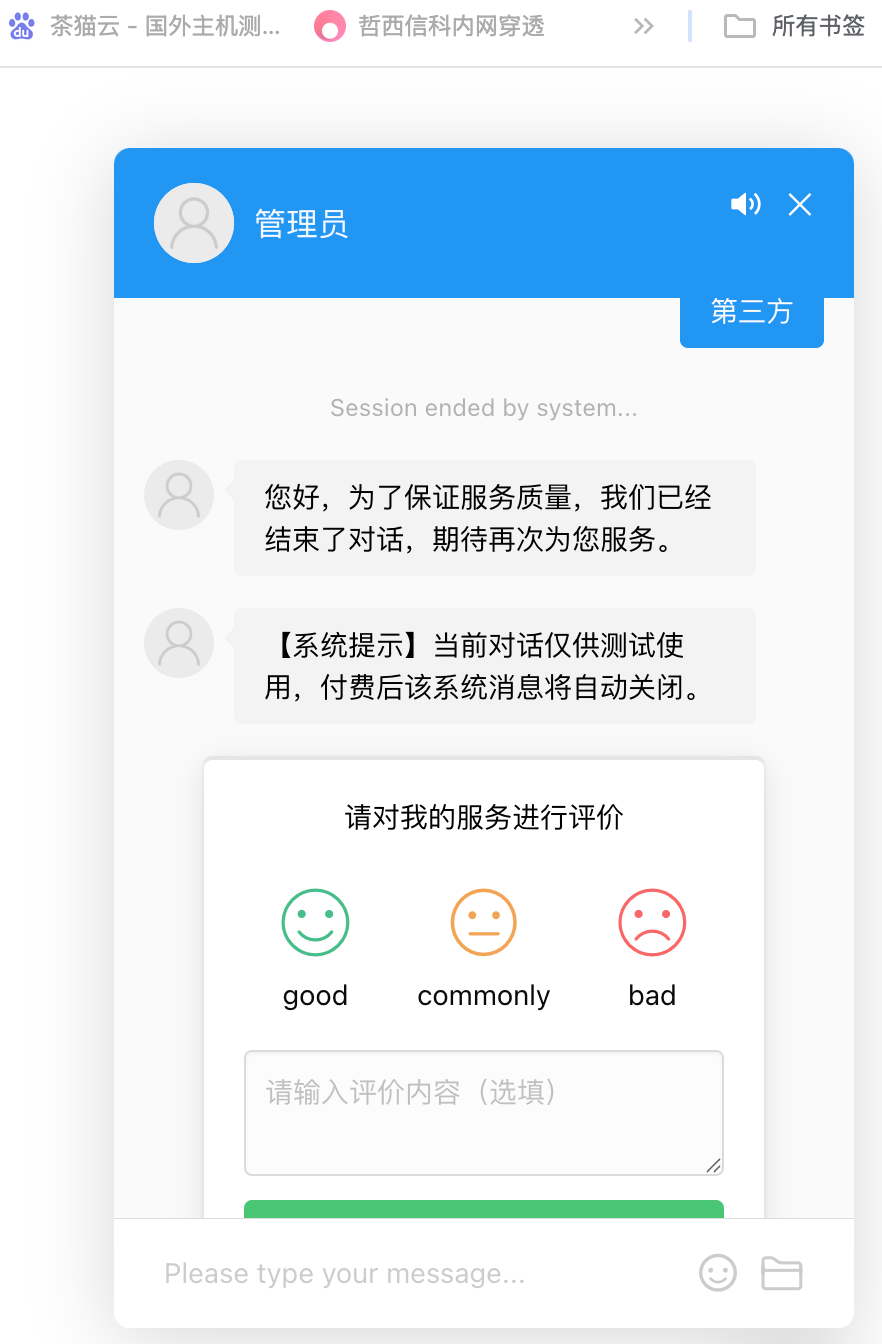 茶猫云 - 国外主机测... 哲西信科内网穿透 所有书签
管理员
第三方
Session ended by system...
您好，为了保证服务质量，我们已经
结束了对话，期待再次为您服务。
【系统提示】当前对话仅供测试使
用，付费后该系统消息将自动关闭。
请对我的服务进行评价
good commonly bad
请输入评价内容（选填）
Please type your message...